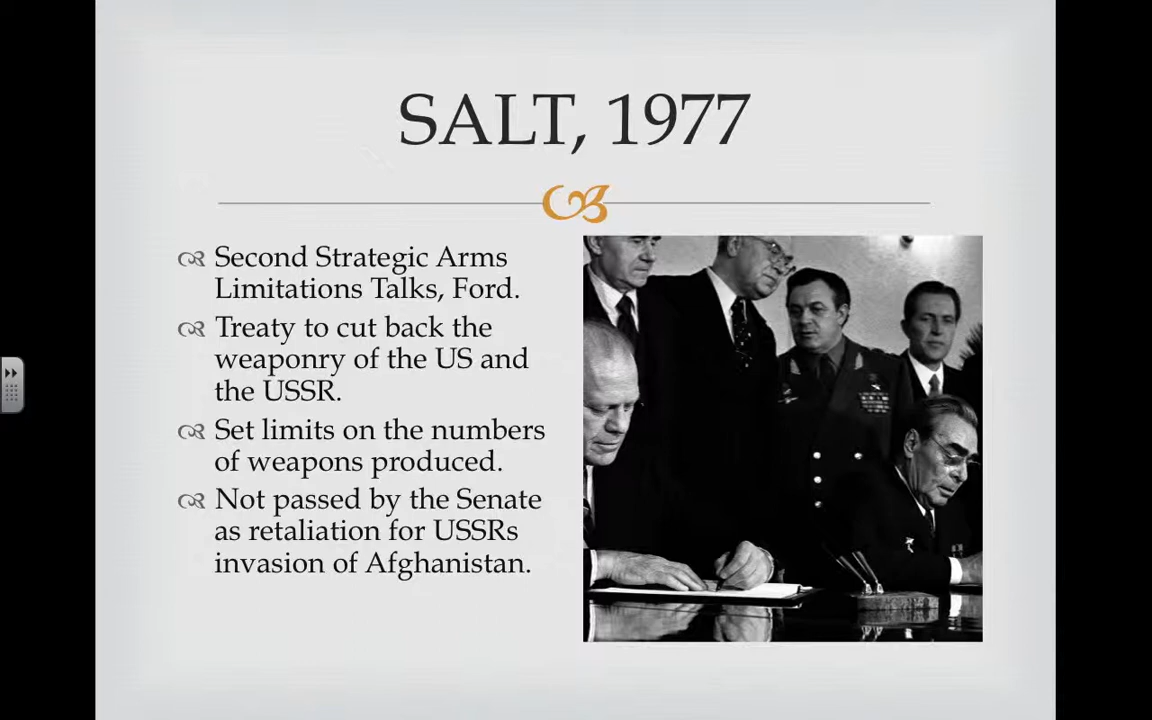 SALT, 1977
Second Strategic Arms
Limitations Talks, Ford.
Treaty to cut back the
weaponry of the US and
the USSR.
Set limits on the numbers
of weapons produced.
Not passed by the Senate
as retaliation for USSRs
invasion of Afghanistan.